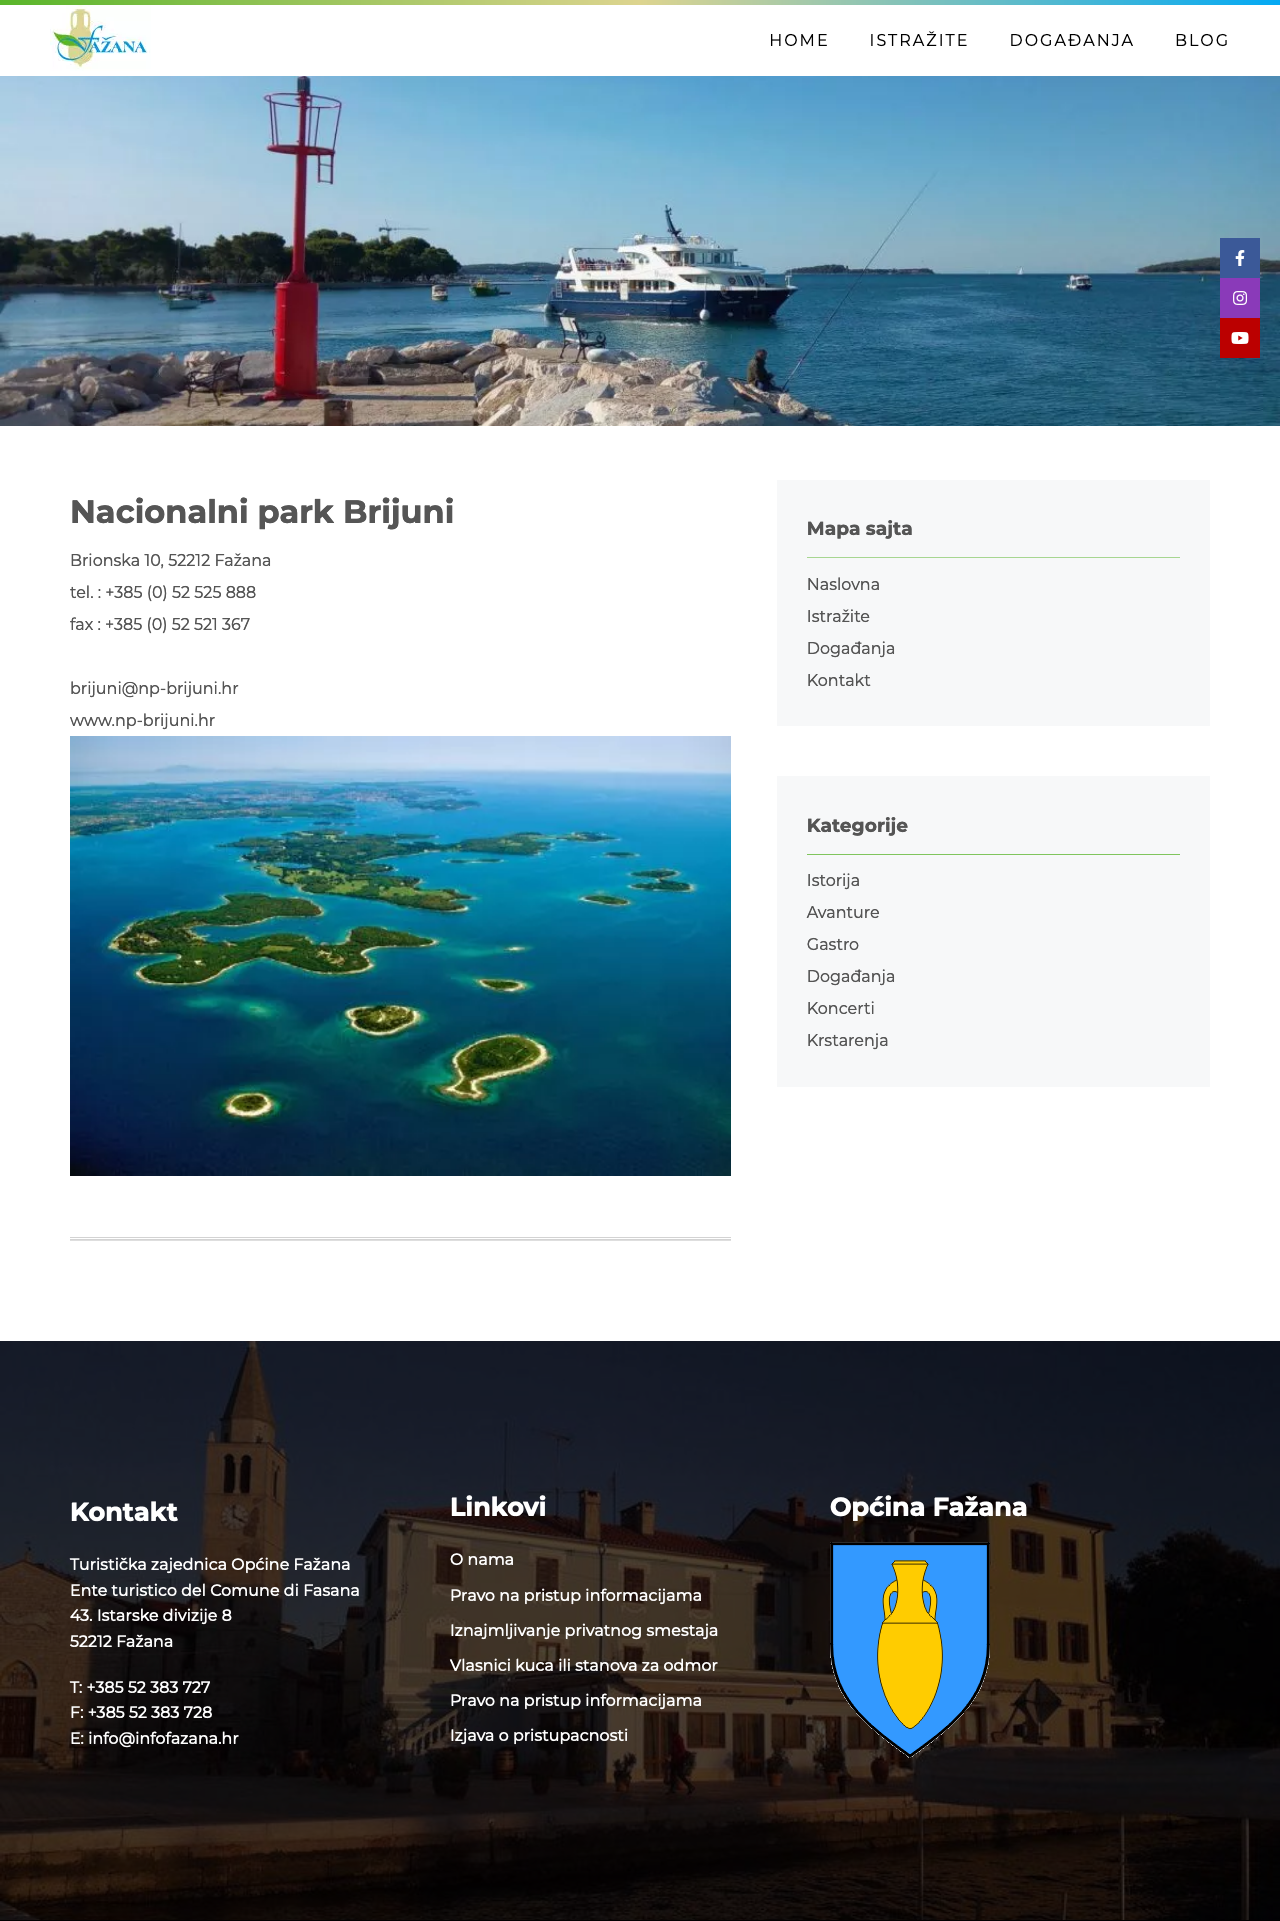 FAŽANA
HOME
ISTRAŽITE
DOGAĐANJA
BLOG
Nacionalni park Brijuni
Brionska 10, 52212 Fažana
tel. : +385 (0) 52 525 888
fax : +385 (0) 52 521 367
brijuni@np-brijuni.hr
www.np-brijuni.hr
Mapa sajta
Naslovna
Istražite
Događanja
Kontakt
Kategorije
Istorija
Avanture
Gastro
Događanja
Koncerti
Krstarenja
Kontakt
Turistička zajednica Općine Fažana
Ente turistico del Comune di Fasana
43. Istarske divizije 8
52212 Fažana
T: +385 52 383 727
F: +385 52 383 728
E: info@infofazana.hr
Linkovi
O nama
Pravo na pristup informacijama
Iznajmljivanje privatnog smestaja
Vlasnici kuca ili stanova za odmor
Pravo na pristup informacijama
Izjava o pristupacnosti
Općina Fažana